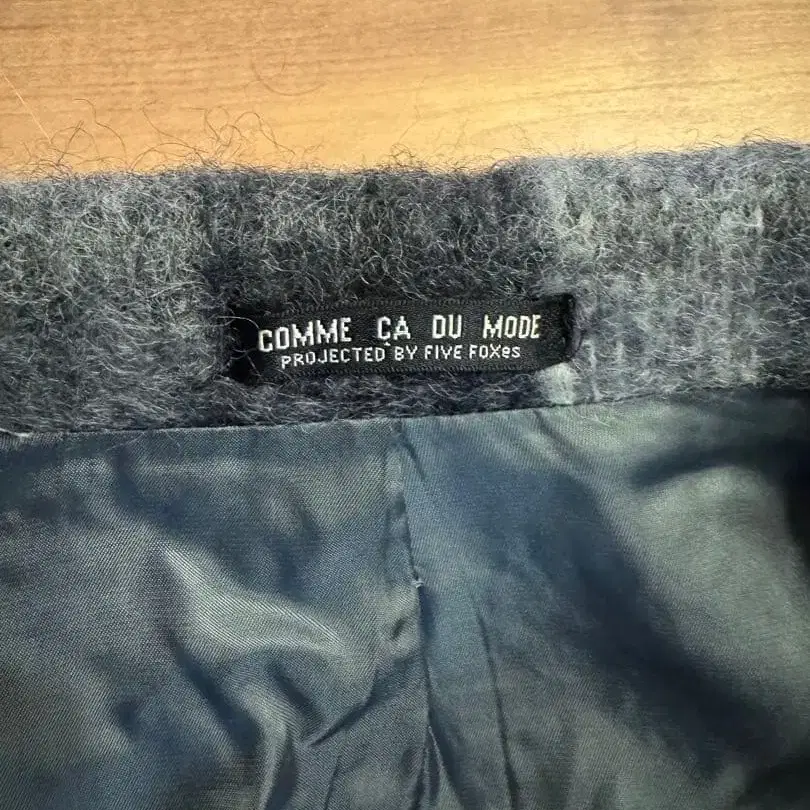 COMME ÇA DU MODE
PROJECTED BY FIVE FOXes